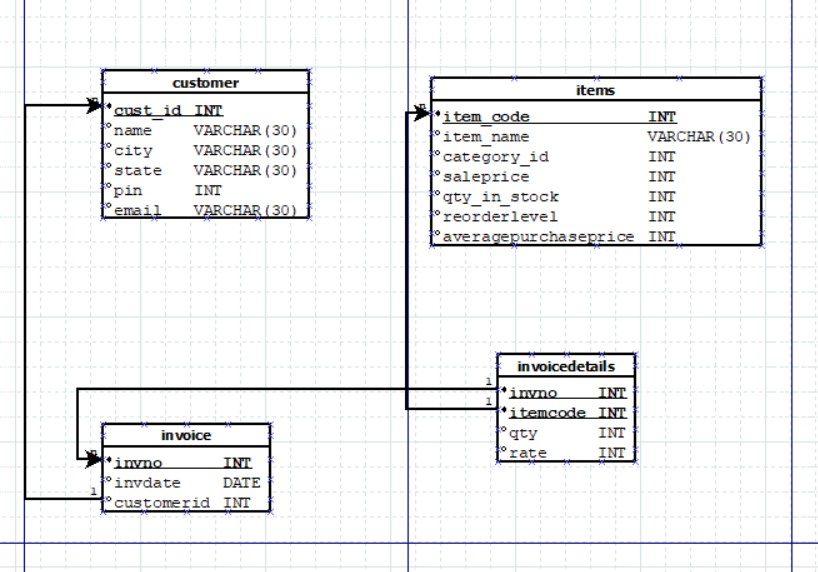 customer
n
cust_id INT
name VARCHAR(30)
city VARCHAR(30)
state VARCHAR(30)
pin INT
email VARCHAR(30)
items
n
item_code INT
item_name VARCHAR(30)
category_id INT
saleprice INT
qty_in_stock INT
reorderlevel INT
averagepurchaseprice INT
invoicedetails
1
invno INT
1
itemcode INT
qty INT
rate INT
invoice
n
invno INT
invdate DATE
1
customerid INT